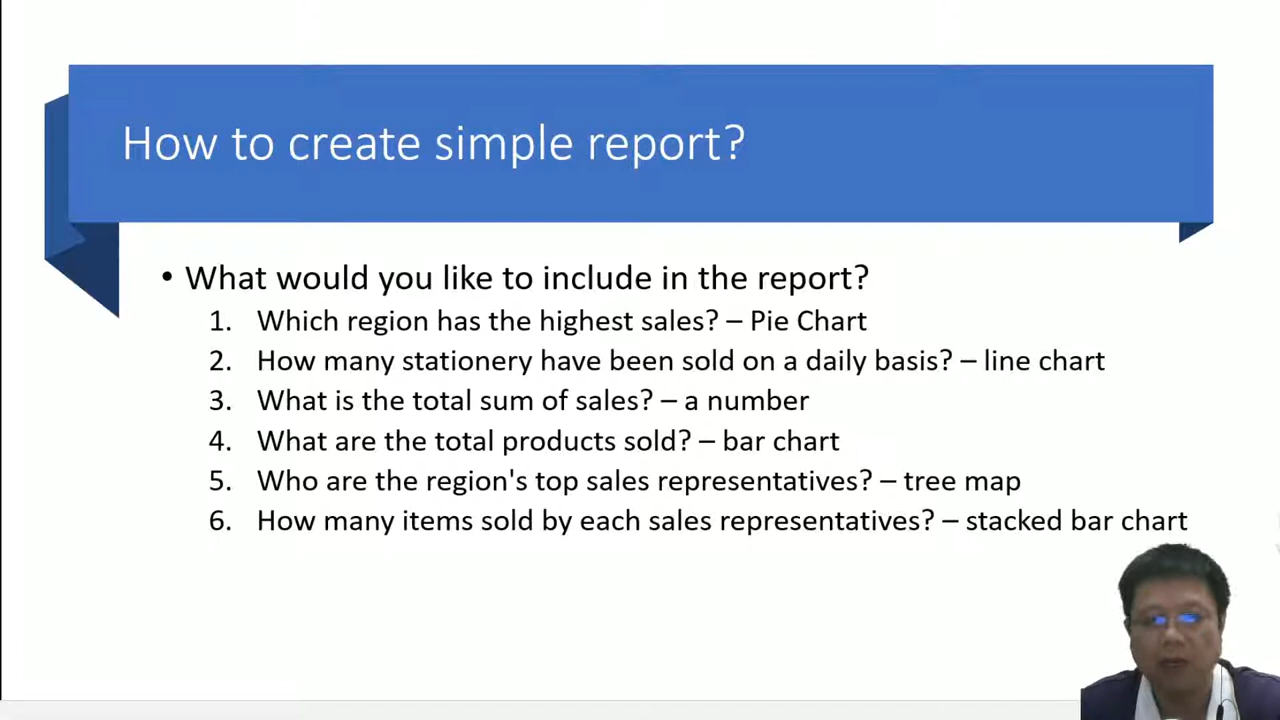 How to create simple report?
• What would you like to include in the report?
1. Which region has the highest sales? – Pie Chart
2. How many stationery have been sold on a daily basis? – line chart
3. What is the total sum of sales? – a number
4. What are the total products sold? – bar chart
5. Who are the region's top sales representatives? – tree map
6. How many items sold by each sales representatives? – stacked bar chart